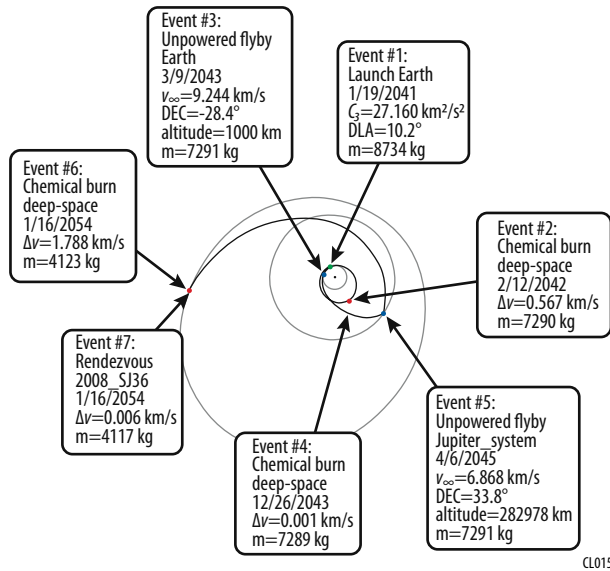 Event #3:
Unpowered flyby
Earth
3/9/2043
v∞=9.244 km/s
DEC=-28.4°
altitude=1000 km
m=7291 kg
Event #1:
Launch Earth
1/19/2041
C₃=27.160 km²/s²
DLA=10.2°
m=8734 kg
Event #6:
Chemical burn
deep-space
1/16/2054
Δv=1.788 km/s
m=4123 kg
Event #2:
Chemical burn
deep-space
2/12/2042
Δv=0.567 km/s
m=7290 kg
Event #7:
Rendezvous
2008_SJ36
1/16/2054
Δv=0.006 km/s
m=4117 kg
Event #4:
Chemical burn
deep-space
12/26/2043
Δv=0.001 km/s
m=7289 kg
Event #5:
Unpowered flyby
Jupiter_system
4/6/2045
v∞=6.868 km/s
DEC=33.8°
altitude=282978 km
m=7291 kg
CL015